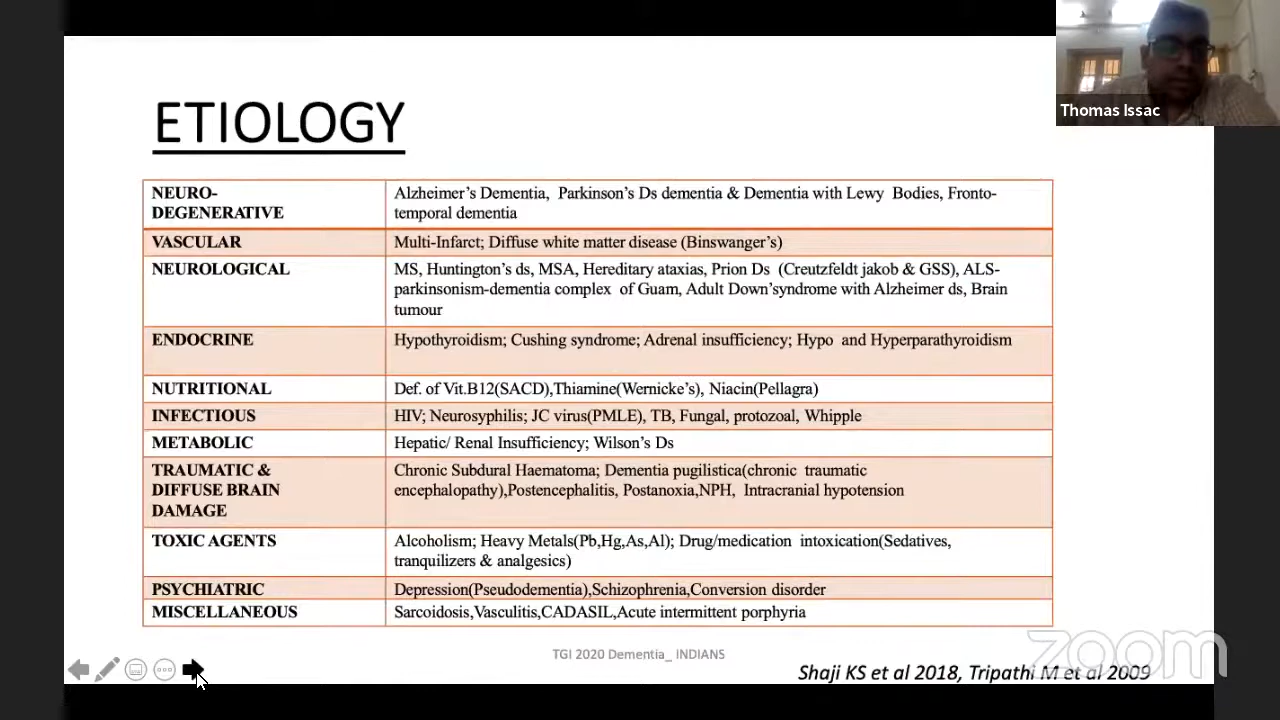 Thomas Issac
ETIOLOGY
NEURO-
DEGENERATIVE
Alzheimer's Dementia, Parkinson's Ds dementia & Dementia with Lewy Bodies, Fronto-
temporal dementia
VASCULAR
Multi-Infarct; Diffuse white matter disease (Binswanger's)
NEUROLOGICAL
MS, Huntington's ds, MSA, Hereditary ataxias, Prion Ds (Creutzfeldt jakob & GSS), ALS-
parkinsonism-dementia complex of Guam, Adult Down'syndrome with Alzheimer ds, Brain
tumour
ENDOCRINE
Hypothyroidism; Cushing syndrome; Adrenal insufficiency; Hypo and Hyperparathyroidism
NUTRITIONAL
Def. of Vit.B12(SACD),Thiamine(Wernicke's), Niacin(Pellagra)
INFECTIOUS
HIV; Neurosyphilis; JC virus(PMLE), TB, Fungal, protozoal, Whipple
METABOLIC
Hepatic/ Renal Insufficiency; Wilson's Ds
TRAUMATIC &
DIFFUSE BRAIN
DAMAGE
Chronic Subdural Haematoma; Dementia pugilistica(chronic traumatic
encephalopathy),Postencephalitis, Postanoxia,NPH, Intracranial hypotension
TOXIC AGENTS
Alcoholism; Heavy Metals(Pb,Hg,As,Al); Drug/medication intoxication(Sedatives,
tranquilizers & analgesics)
PSYCHIATRIC
Depression(Pseudodementia),Schizophrenia,Conversion disorder
MISCELLANEOUS
Sarcoidosis,Vasculitis,CADASIL,Acute intermittent porphyria
TGI 2020 Dementia_ INDIANS
Shaji KS et al 2018, Tripathi M et al 2009
zoom